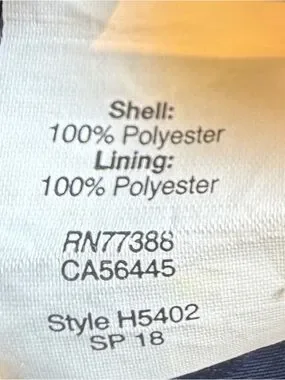 Shell:
100% Polyester
Lining:
100% Polyester
RN77388
CA56445
Style H5402
SP 18